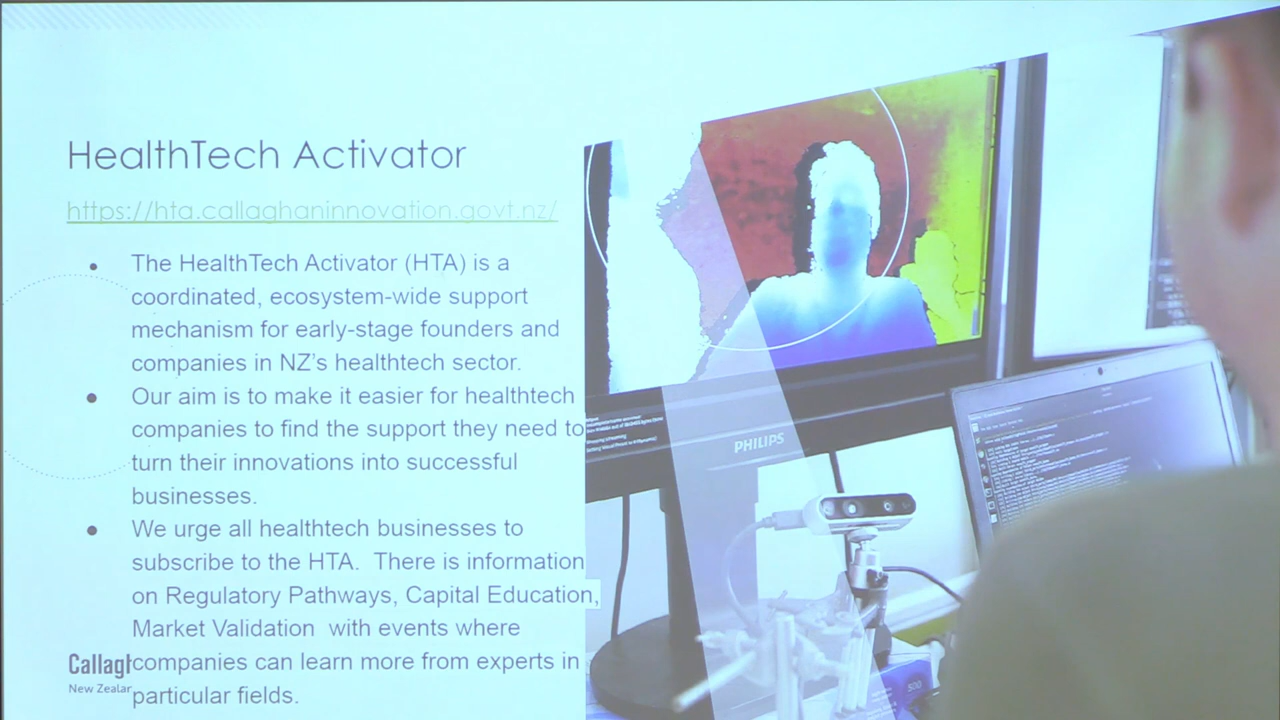 HealthTech Activator
https://hta.callaghaninnovation.govt.nz/
The HealthTech Activator (HTA) is a
coordinated, ecosystem-wide support
mechanism for early-stage founders and
companies in NZ's healthtech sector.
Our aim is to make it easier for healthtech
companies to find the support they need to
turn their innovations into successful
businesses.
We urge all healthtech businesses to
subscribe to the HTA.  There is information
on Regulatory Pathways, Capital Education,
Market Validation  with events where
companies can learn more from experts in
particular fields.
Callagh
New Zealan
PHILIPS